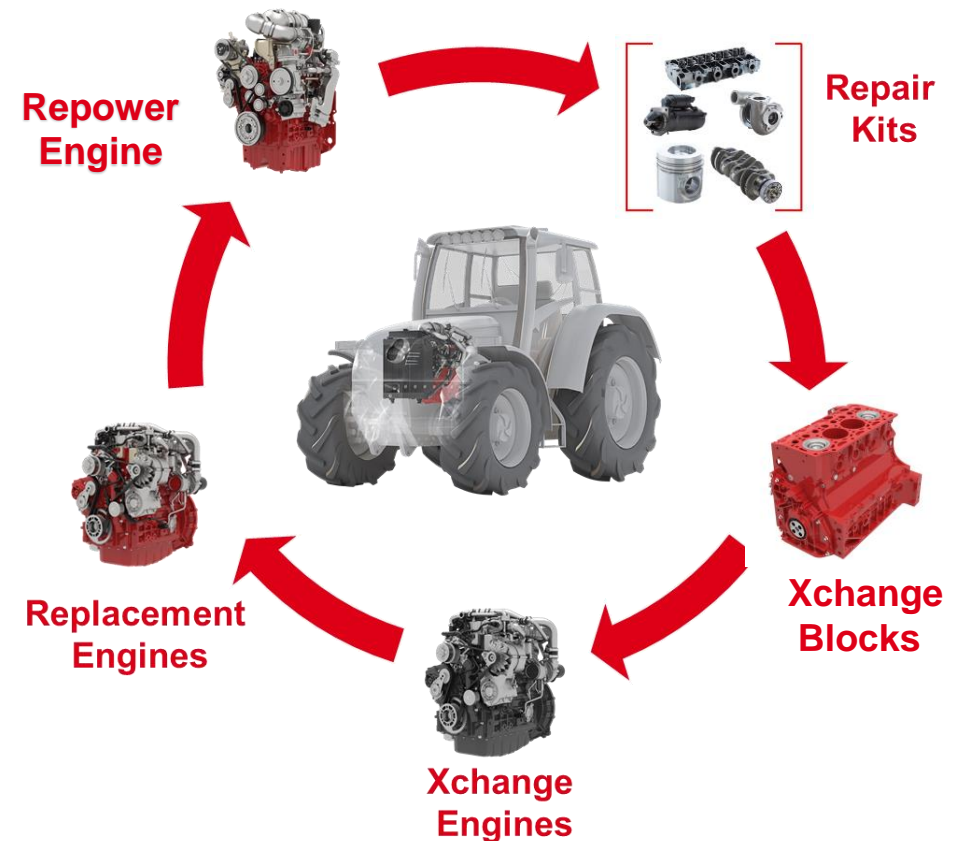 Repower
Engine
Repair
Kits
Xchange
Blocks
Xchange
Engines
Replacement
Engines